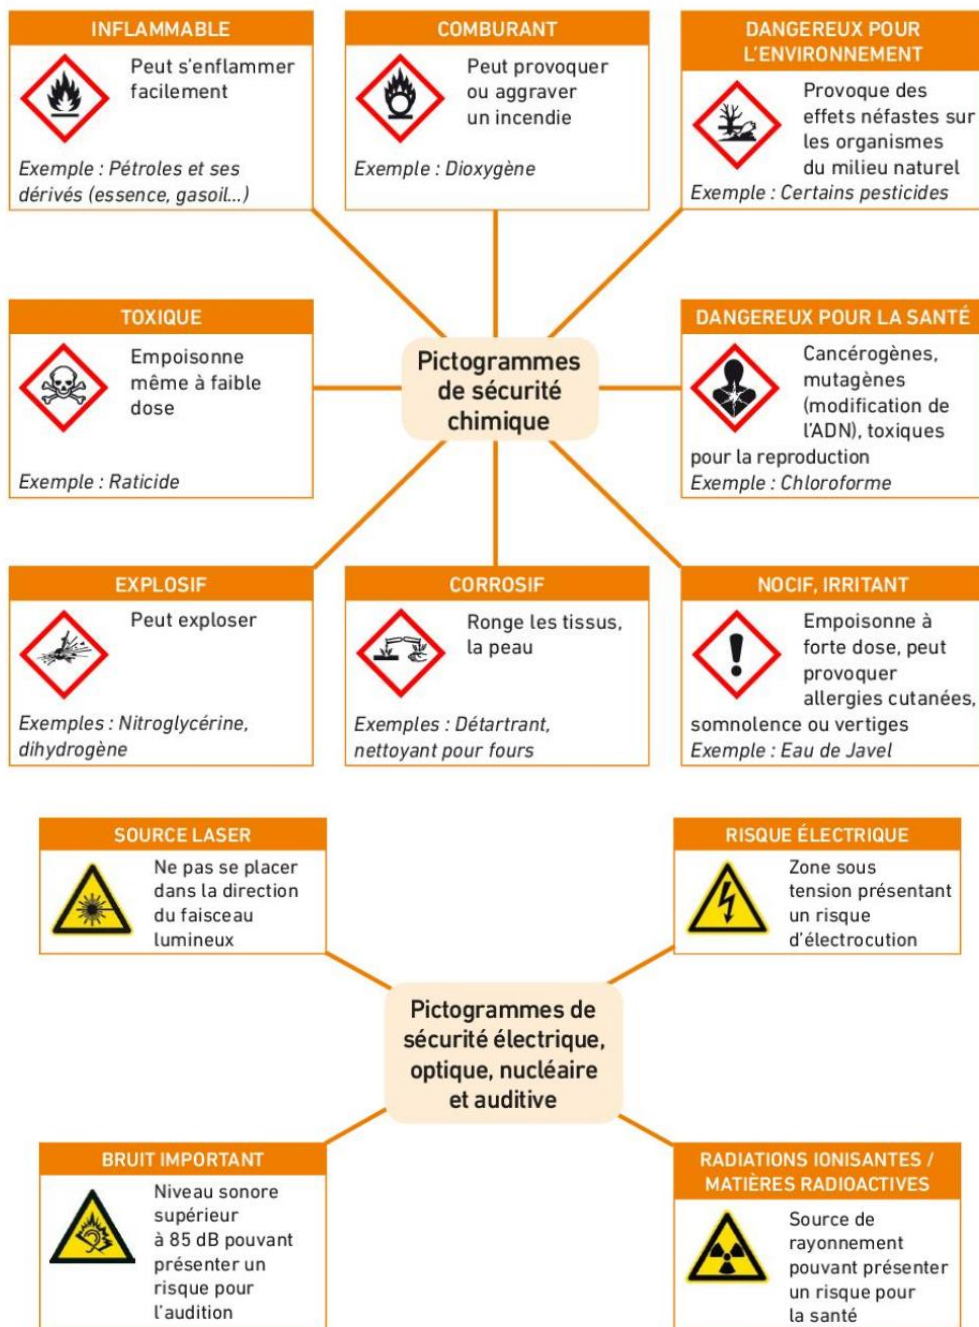 INFLAMMABLE
Peut s'enflammer
facilement
Exemple : Pétroles et ses
dérivés (essence, gasoil...)
COMBURANT
Peut provoquer
ou aggraver
un incendie
Exemple : Dioxygène
DANGEREUX POUR
L'ENVIRONNEMENT
Provoque des
effets néfastes sur
les organismes
du milieu naturel
Exemple : Certains pesticides
TOXIQUE
Empoisonne
même à faible
dose
Exemple : Raticide
Pictogrammes
de sécurité
chimique
DANGEREUX POUR LA SANTÉ
Cancérogènes,
mutagènes
(modification de
l'ADN), toxiques
pour la reproduction
Exemple : Chloroforme
EXPLOSIF
Peut exploser
Exemples : Nitroglycérine,
dihydrogène
CORROSIF
Ronge les tissus,
la peau
Exemples : Détartrant,
nettoyant pour fours
NOCIF, IRRITANT
Empoisonne à
forte dose, peut
provoquer
allergies cutanées,
somnolence ou vertiges
Exemple : Eau de Javel
SOURCE LASER
Ne pas se placer
dans la direction
du faisceau
lumineux
RISQUE ÉLECTRIQUE
Zone sous
tension présentant
un risque
d'électrocution
Pictogrammes de
sécurité électrique,
optique, nucléaire
et auditive
BRUIT IMPORTANT
Niveau sonore
supérieur
à 85 dB pouvant
présenter un
risque pour
l'audition
RADIATIONS IONISANTES /
MATIÈRES RADIOACTIVES
Source de
rayonnement
pouvant présenter
un risque pour
la santé